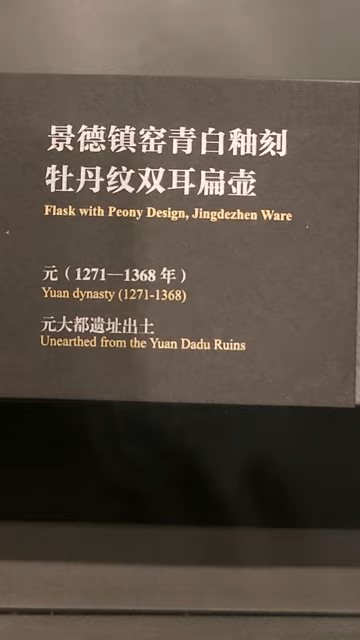 景德镇窑青白釉刻
牡丹纹双耳扁壶
Flask with Peony Design, Jingdezhen Ware
元（1271—1368 年）
Yuan dynasty (1271-1368)
元大都遗址出土
Unearthed from the Yuan Dadu Ruins